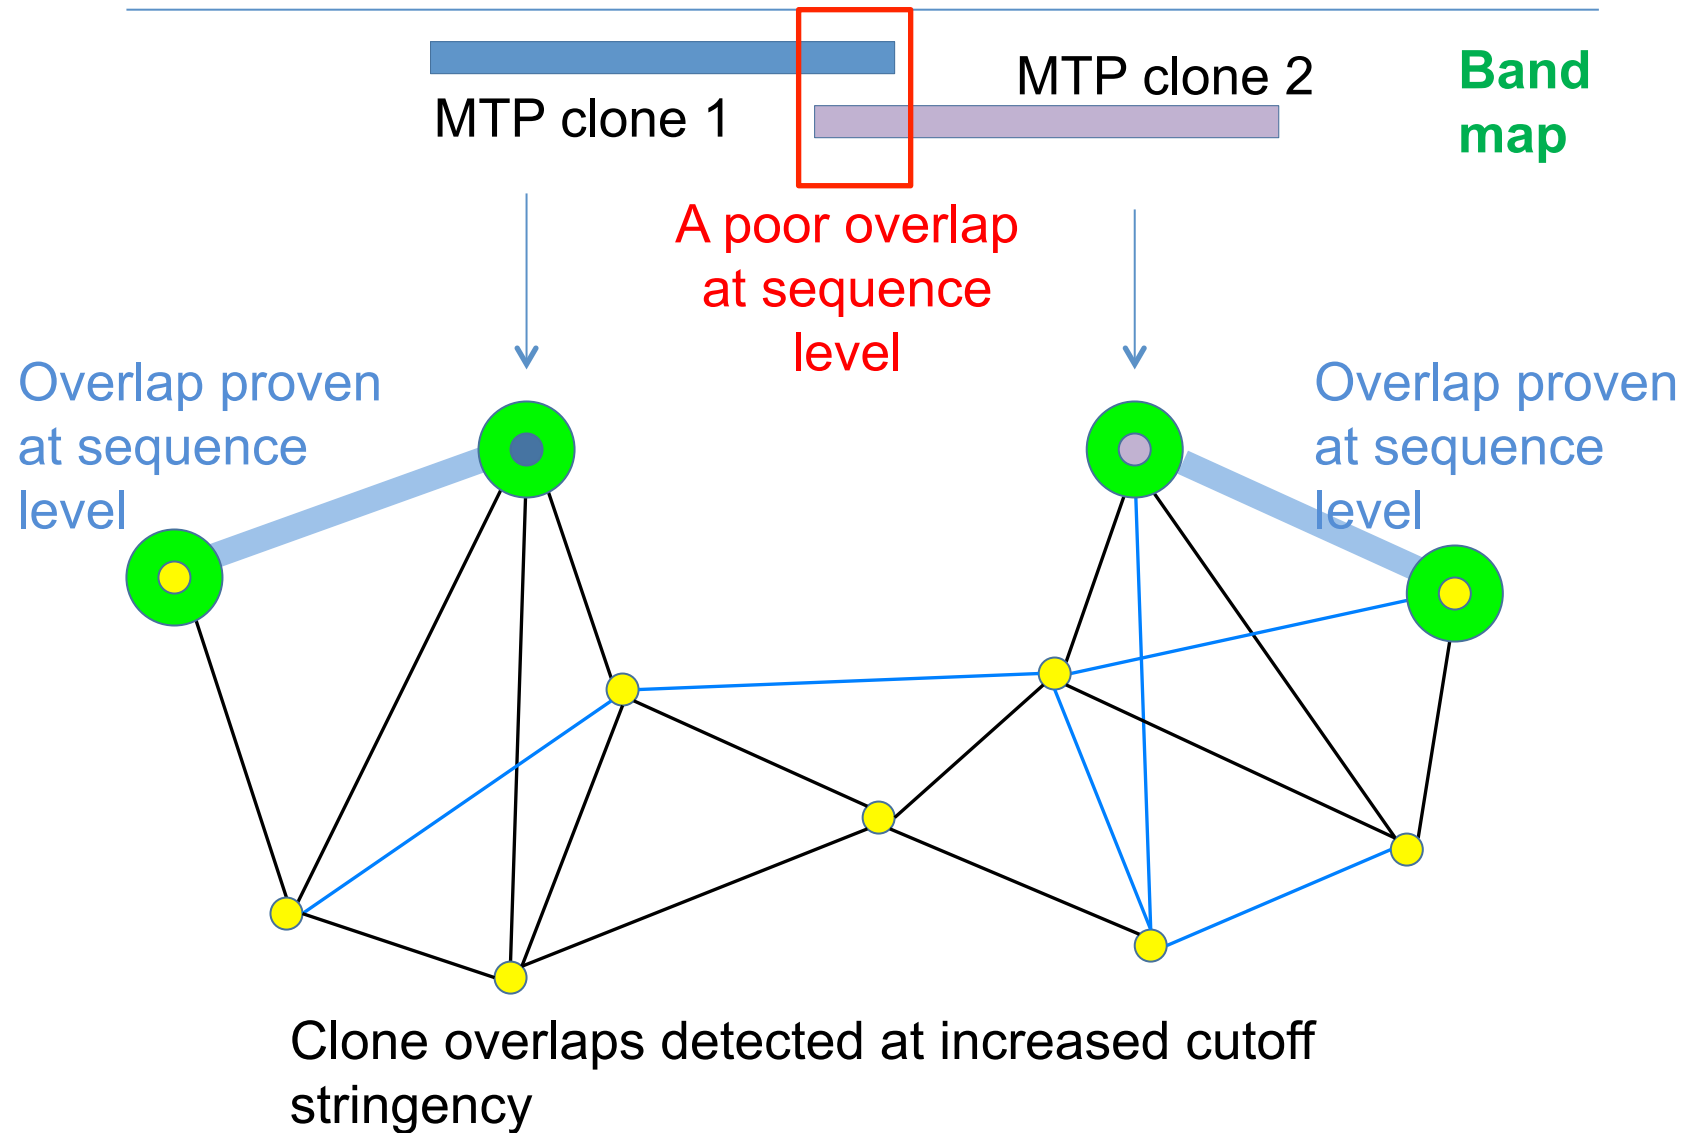 MTP clone 1
MTP clone 2
Band
map
A poor overlap
at sequence
level
Overlap proven
at sequence
level
Overlap proven
at sequence
level
Clone overlaps detected at increased cutoff
stringency